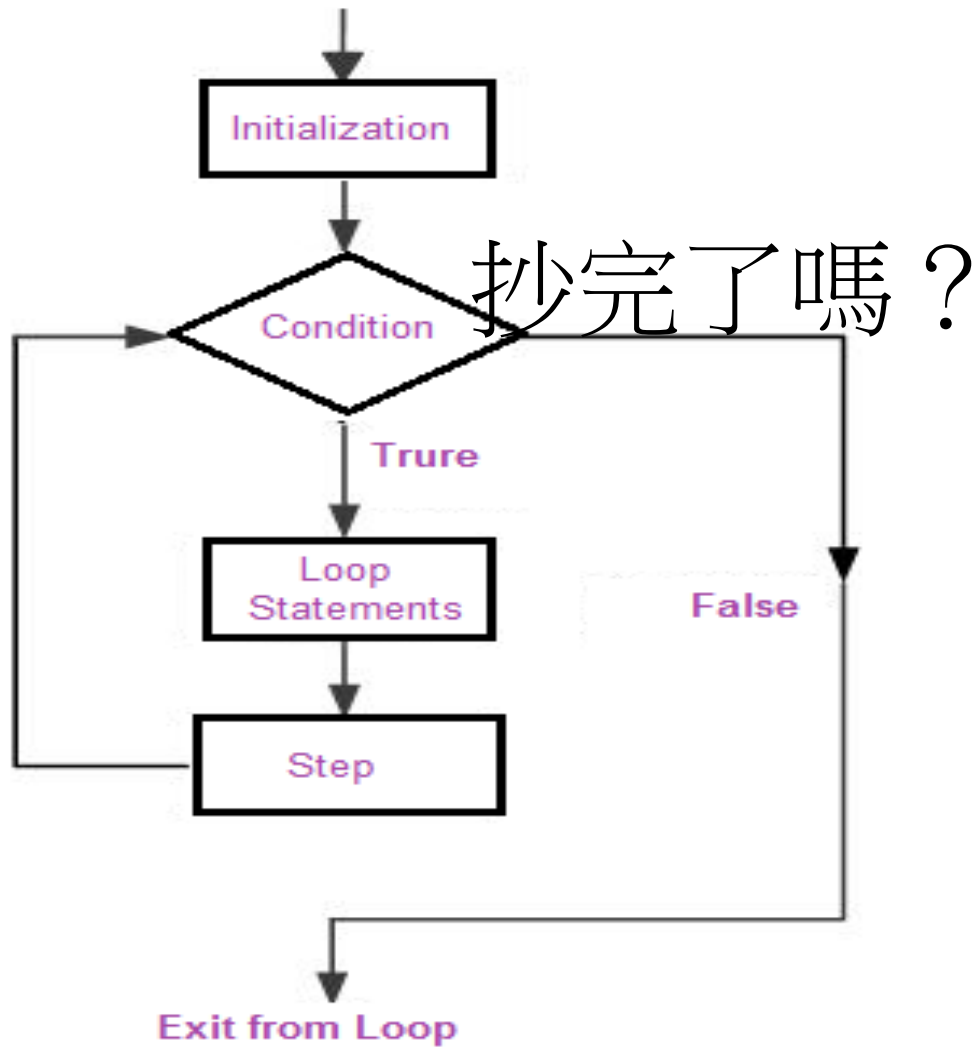 Initialization
抄完了嗎？
Condition
Trure
Loop
Statements
False
Step
Exit from Loop